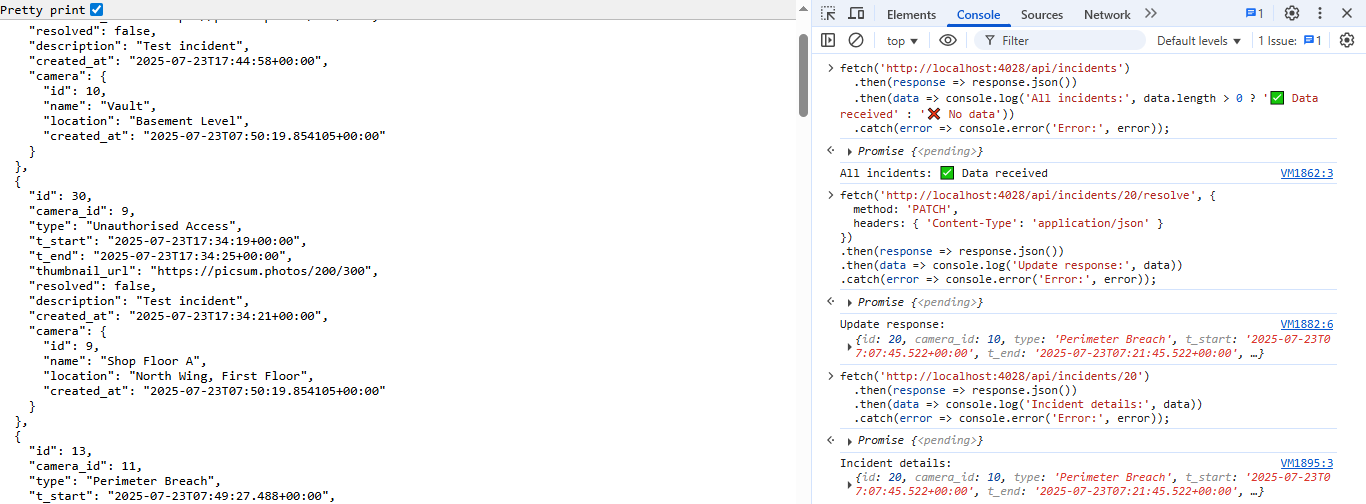 Pretty print
"resolved": false,
"description": "Test incident",
"created_at": "2025-07-23T17:44:58+00:00",
"camera": {
"id": 10,
"name": "Vault",
"location": "Basement Level",
"created_at": "2025-07-23T07:50:19.854105+00:00"
}
},
{
"id": 30,
"camera_id": 9,
"type": "Unauthorised Access",
"t_start": "2025-07-23T17:34:19+00:00",
"t_end": "2025-07-23T17:34:25+00:00",
"thumbnail_url": "https://picsum.photos/200/300",
"resolved": false,
"description": "Test incident",
"created_at": "2025-07-23T17:34:21+00:00",
"camera": {
"id": 9,
"name": "Shop Floor A",
"location": "North Wing, First Floor",
"created_at": "2025-07-23T07:50:19.854105+00:00"
}
},
{
"id": 13,
"camera_id": 11,
"type": "Perimeter Breach",
"t_start": "2025-07-23T07:49:27.488+00:00",
Elements Console Sources Network 1
top Filter Default levels 1 Issue: 1
fetch('http://localhost:4028/api/incidents')
.then(response => response.json())
.then(data => console.log('All incidents:', data.length > 0 ? '✅ Data
received' : '❌ No data'))
.catch(error => console.error('Error:', error));
Promise {<pending>}
All incidents: ✅ Data received VM1862:3
fetch('http://localhost:4028/api/incidents/20/resolve', {
method: 'PATCH',
headers: { 'Content-Type': 'application/json' }
})
.then(response => response.json())
.then(data => console.log('Update response:', data))
.catch(error => console.error('Error:', error));
Promise {<pending>}
Update response: VM1882:6
{id: 20, camera_id: 10, type: 'Perimeter Breach', t_start: '2025-07-23T0
7:07:45.522+00:00', t_end: '2025-07-23T07:21:45.522+00:00', …}
fetch('http://localhost:4028/api/incidents/20')
.then(response => response.json())
.then(data => console.log('Incident details:', data))
.catch(error => console.error('Error:', error));
Promise {<pending>}
Incident details: VM1895:3
{id: 20, camera_id: 10, type: 'Perimeter Breach', t_start: '2025-07-23T0
7:07:45.522+00:00', t_end: '2025-07-23T07:21:45.522+00:00', …}